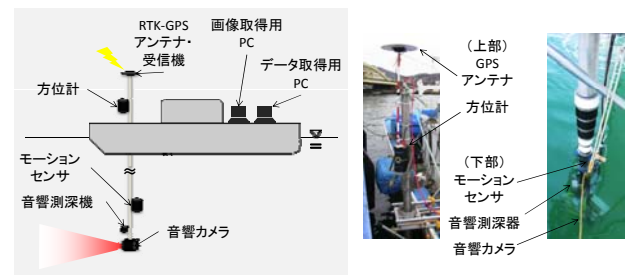 RTK-GPS
アンテナ・
受信機
画像取得用
PC
データ取得用
PC
方位計
モーション
センサ
音響測深機
音響カメラ
（上部）
GPS
アンテナ
方位計
（下部）
モーション
センサ
音響測深器
音響カメラ